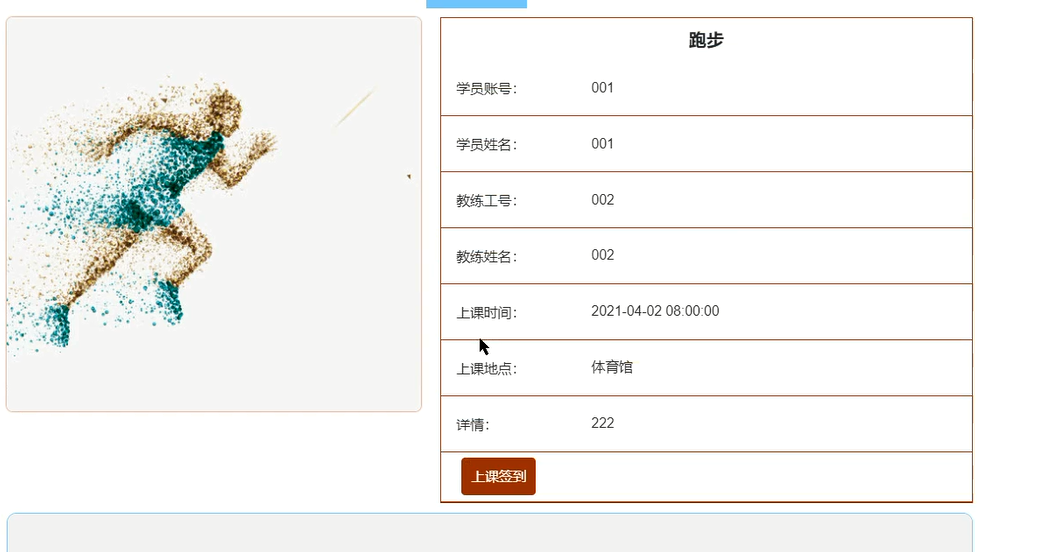 跑步
学员账号： 001
学员姓名： 001
教练工号： 002
教练姓名： 002
上课时间： 2021-04-02 08:00:00
上课地点： 体育馆
详情： 222
上课签到